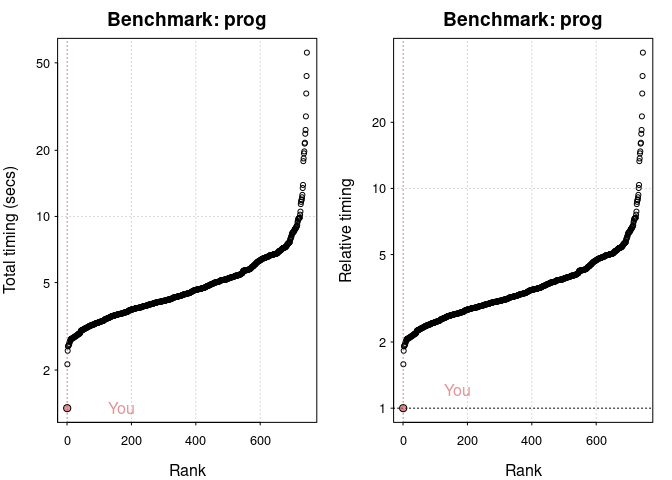 Benchmark: prog
Total timing (secs)
50
20
10
5
2
You
0
200
400
600
Rank
Benchmark: prog
Relative timing
20
10
5
2
1
You
0
200
400
600
Rank